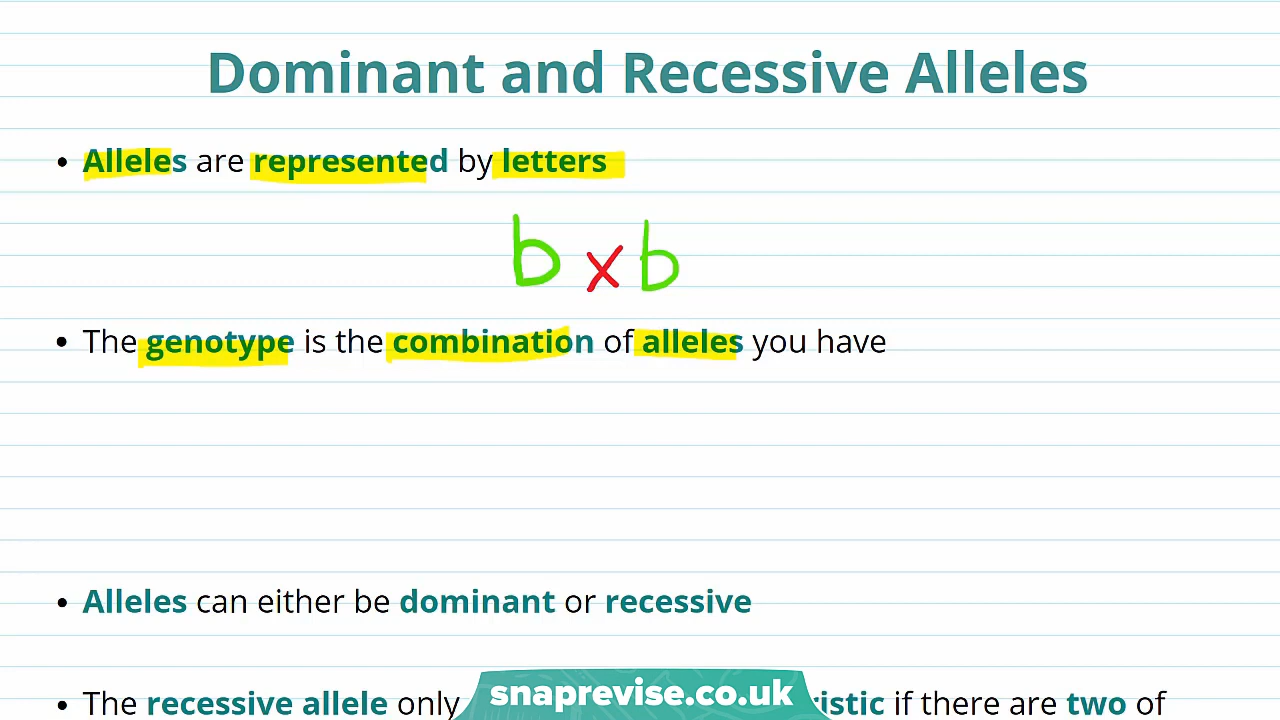 Dominant and Recessive Alleles
• Alleles are represented by letters
b x b
• The genotype is the combination of alleles you have
• Alleles can either be dominant or recessive
• The recessive allele only ristic if there are two of
snaprevise.co.uk